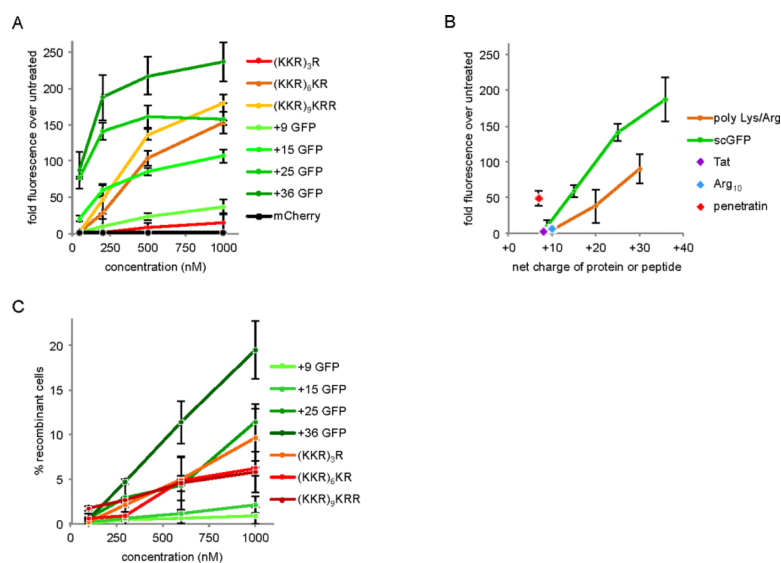 A
fold fluorescence over untreated
250
200
150
100
50
0
0
250
500
750
1000
concentration (nM)
(KKR)₃R
(KKR)₆KR
(KKR)₉KRR
+9 GFP
+15 GFP
+25 GFP
+36 GFP
mCherry
B
fold fluorescence over untreated
250
200
150
100
50
0
+0
+10
+20
+30
+40
net charge of protein or peptide
poly Lys/Arg
scGFP
Tat
Arg₁₀
penetratin
C
% recombinant cells
20
15
10
5
0
0
250
500
750
1000
concentration (nM)
+9 GFP
+15 GFP
+25 GFP
+36 GFP
(KKR)₃R
(KKR)₆KR
(KKR)₉KRR